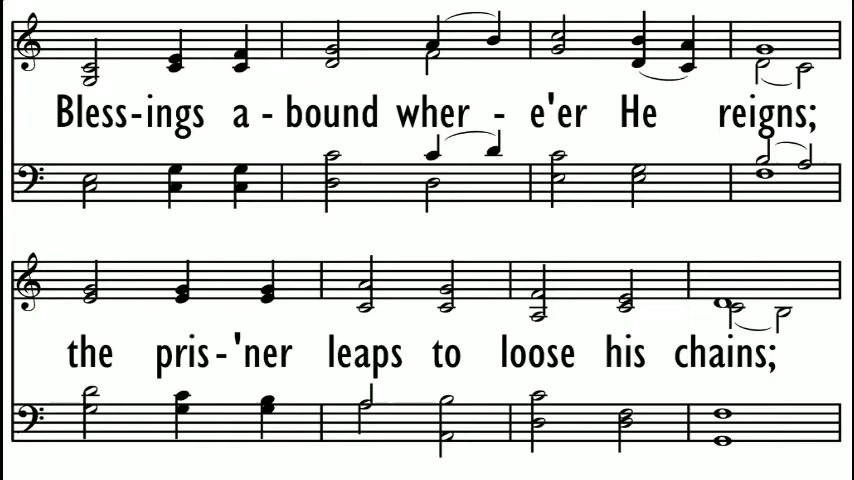 Bless-ings a - bound wher - e'er He reigns;
the pris-'ner leaps to loose his chains;